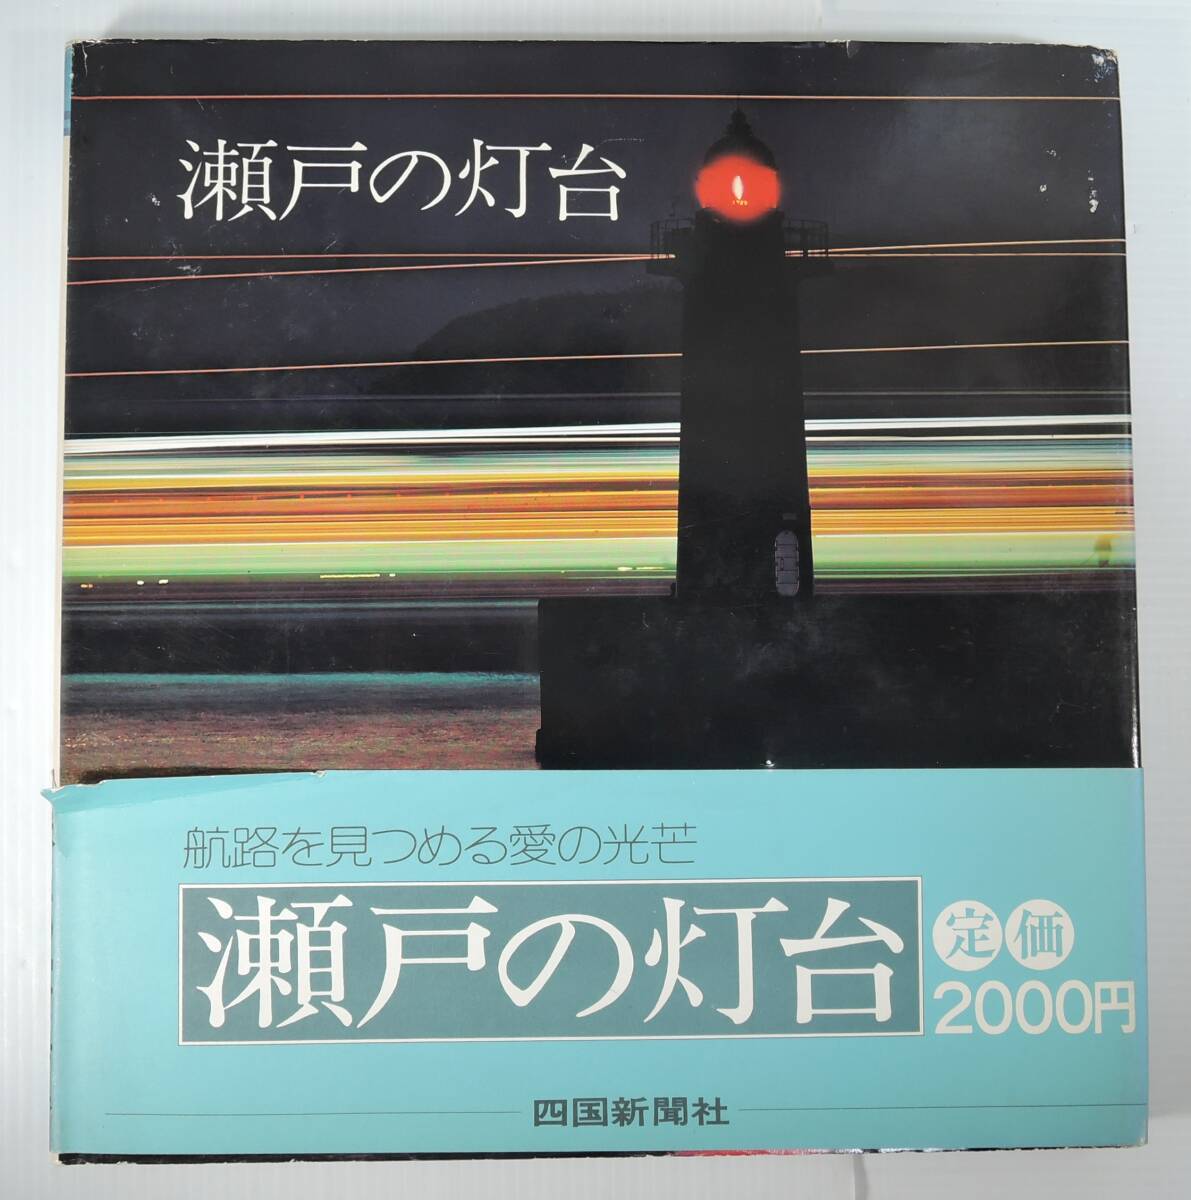 瀬戸の灯台
航路を見つめる愛の光芒
瀬戸の灯台
定価
2000円
四国新聞社